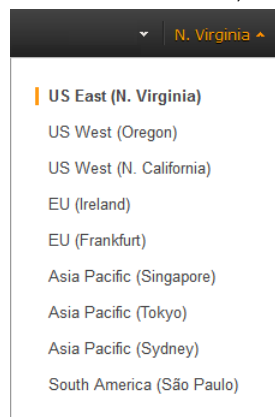 N. Virginia
US East (N. Virginia)
US West (Oregon)
US West (N. California)
EU (Ireland)
EU (Frankfurt)
Asia Pacific (Singapore)
Asia Pacific (Tokyo)
Asia Pacific (Sydney)
South America (São Paulo)